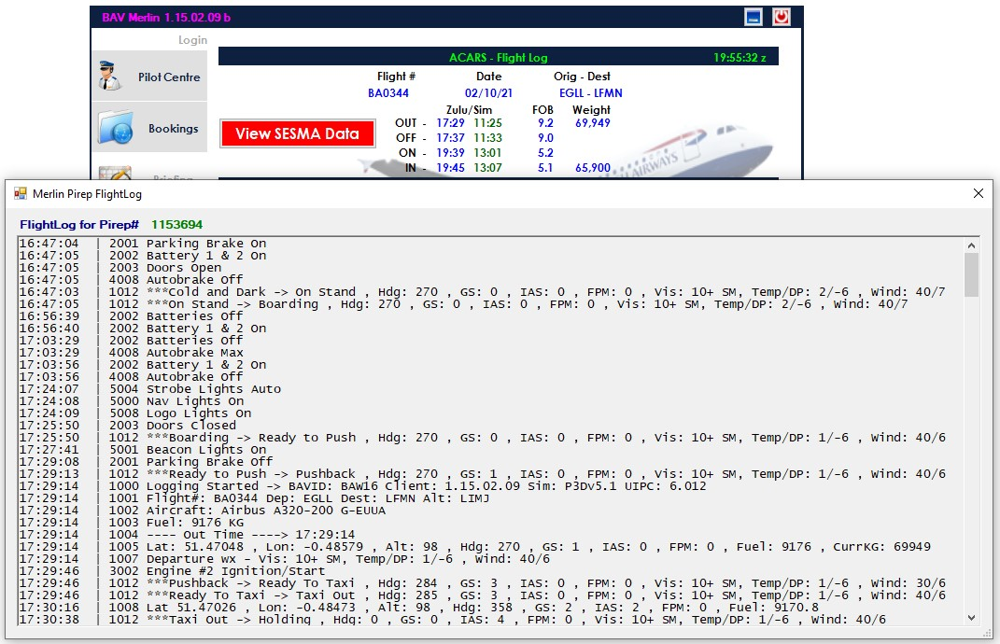 BAV Merlin 1.15.02.09 b
Login
Pilot Centre
Bookings
Briefing
ACARS - Flight Log 19:55:32 z
Flight # Date Orig - Dest
BA0344 02/10/21 EGLL - LFMN
Zulu/Sim FOB Weight
OUT - 17:29 11:25 9.2 69,949
OFF - 17:37 11:33 9.0
ON - 19:39 13:01 5.2
IN - 19:45 13:07 5.1 65,900
View SESMA Data
AIRWAYS
Merlin Pirep FlightLog
FlightLog for Pirep# 1153694
16:47:04 | 2001 Parking Brake On
16:47:05 | 2002 Battery 1 & 2 On
16:47:05 | 2003 Doors Open
16:47:05 | 4008 Autobrake Off
16:47:03 | 1012 ***Cold and Dark -> On Stand , Hdg: 270 , GS: 0 , IAS: 0 , FPM: 0 , Vis: 10+ SM, Temp/DP: 2/-6 , Wind: 40/7
16:47:05 | 1012 ***On Stand -> Boarding , Hdg: 270 , GS: 0 , IAS: 0 , FPM: 0 , Vis: 10+ SM, Temp/DP: 2/-6 , Wind: 40/7
16:56:39 | 2002 Batteries Off
16:56:40 | 2002 Battery 1 & 2 On
17:03:29 | 2002 Batteries Off
17:03:29 | 4008 Autobrake Max
17:03:56 | 2002 Battery 1 & 2 On
17:03:56 | 4008 Autobrake Off
17:24:07 | 5004 Strobe Lights Auto
17:24:08 | 5000 Nav Lights On
17:24:09 | 5008 Logo Lights On
17:25:50 | 2003 Doors Closed
17:25:50 | 1012 ***Boarding -> Ready to Push , Hdg: 270 , GS: 0 , IAS: 0 , FPM: 0 , Vis: 10+ SM, Temp/DP: 1/-6 , Wind: 40/6
17:27:41 | 5001 Beacon Lights On
17:29:08 | 2001 Parking Brake Off
17:29:13 | 1012 ***Ready to Push -> Pushback , Hdg: 270 , GS: 1 , IAS: 0 , FPM: 0 , Vis: 10+ SM, Temp/DP: 1/-6 , Wind: 40/6
17:29:14 | 1000 Logging Started -> BAVID: BAW16 Client: 1.15.02.09 Sim: P3Dv5.1 UIPC: 6.012
17:29:14 | 1001 Flight#: BA0344 Dep: EGLL Dest: LFMN Alt: LIMJ
17:29:14 | 1002 Aircraft: Airbus A320-200 G-EUUA
17:29:14 | 1003 Fuel: 9176 KG
17:29:14 | 1004 ---- Out Time ----> 17:29:14
17:29:14 | 1005 Lat: 51.47048 , Lon: -0.48579 , Alt: 98 , Hdg: 270 , GS: 1 , IAS: 0 , FPM: 0 , Fuel: 9176 , CurrKG: 69949
17:29:14 | 1007 Departure wx - Vis: 10+ SM, Temp/DP: 1/-6 , Wind: 40/6
17:29:46 | 3002 Engine #2 Ignition/Start
17:29:46 | 1012 ***Pushback -> Ready To Taxi , Hdg: 284 , GS: 3 , IAS: 0 , FPM: 0 , Vis: 10+ SM, Temp/DP: 1/-6 , Wind: 30/6
17:29:46 | 1012 ***Ready To Taxi -> Taxi Out , Hdg: 285 , GS: 3 , IAS: 0 , FPM: 0 , Vis: 10+ SM, Temp/DP: 1/-6 , Wind: 40/6
17:30:16 | 1008 Lat 51.47026 , Lon: -0.48473 , Alt: 98 , Hdg: 358 , GS: 2 , IAS: 2 , FPM: 0 , Fuel: 9170.8
17:30:38 | 1012 ***Taxi Out -> Holding , Hdg: 0 , GS: 0 , IAS: 4 , FPM: 0 , Vis: 10+ SM, Temp/DP: 1/-6 , Wind: 40/6